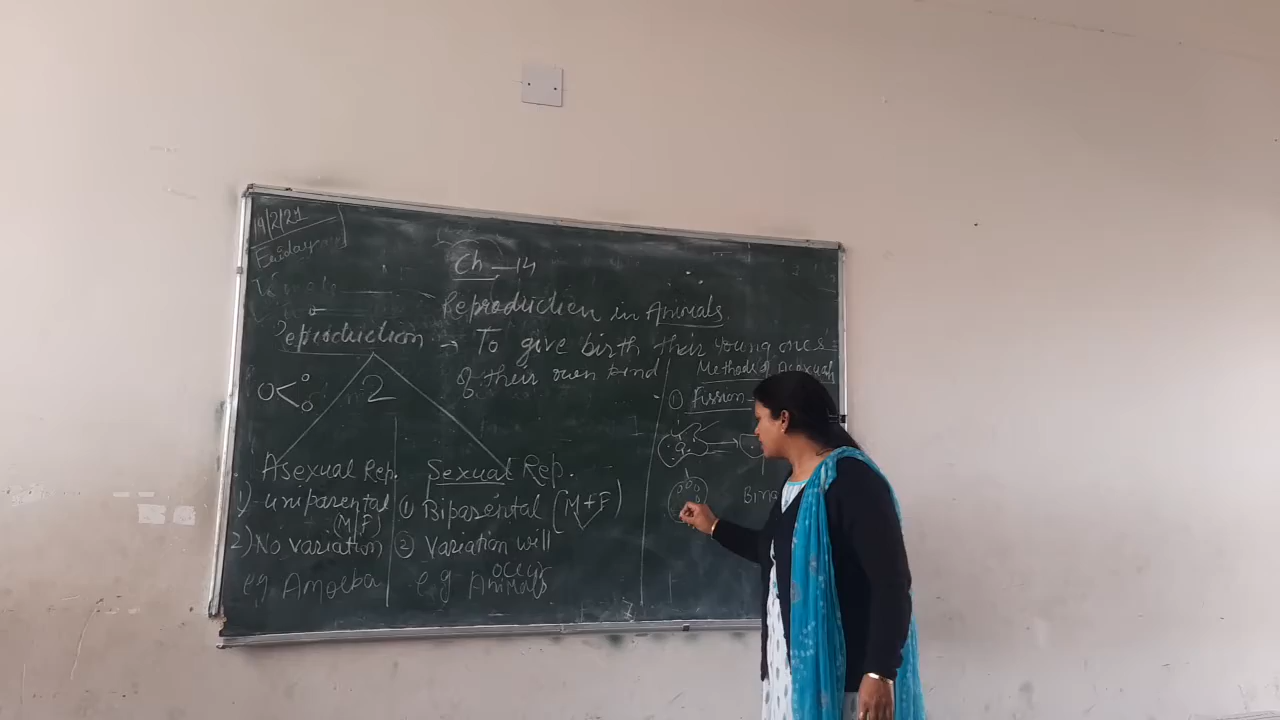 19/2/21
Friday
Ch-14
Reproduction in Animals.
Reproduction → To give birth their young ones
of their own kind
2
Asexual Rep.
1) uniparental
(M/F)
2) No variation
eg Amoeba
Sexual Rep.
① Biparental (M+F)
② Variation will
occur
e.g Animals
Methods of Asexual
① Fission-